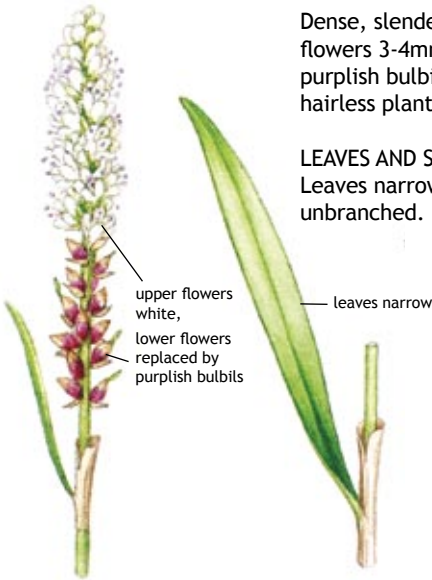 Dense, slende
flowers 3-4mm
purplish bulbi
hairless plant
LEAVES AND S
Leaves narrow
unbranched.
upper flowers
white,
lower flowers
replaced by
purplish bulbils
leaves narrow